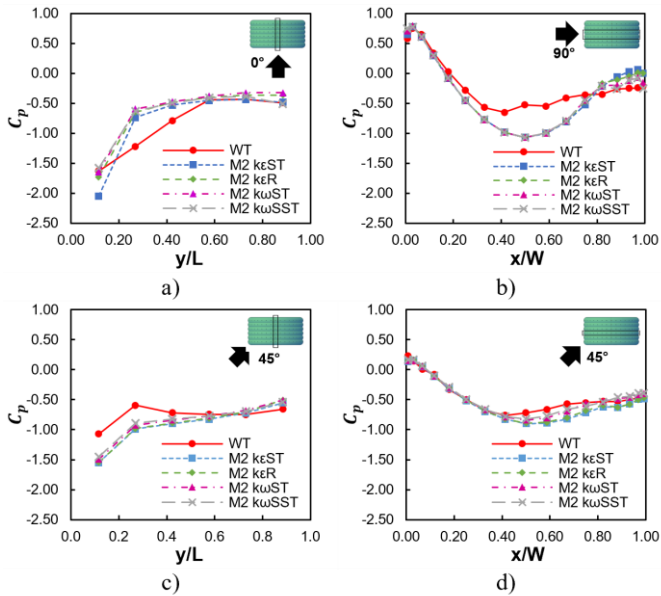 1.00
0.50
0.00
-0.50
-1.00
-1.50
-2.00
-2.50
Cp
0°
WT
M2 kεST
M2 kεR
M2 kωST
M2 kωSST
0.00 0.20 0.40 0.60 0.80 1.00
y/L
a)
1.00
0.50
0.00
-0.50
-1.00
-1.50
-2.00
-2.50
Cp
90°
WT
M2 kεST
M2 kεR
M2 kωST
M2 kωSST
0.00 0.20 0.40 0.60 0.80 1.00
x/W
b)
1.00
0.50
0.00
-0.50
-1.00
-1.50
-2.00
-2.50
Cp
45°
WT
M2 kεST
M2 kεR
M2 kωST
M2 kωSST
0.0 0.2 0.4 0.6 0.8 1.0
y/L
c)
1.00
0.50
0.00
-0.50
-1.00
-1.50
-2.00
-2.50
Cp
45°
WT
M2 kεST
M2 kεR
M2 kωST
M2 kωSST
0.00 0.20 0.40 0.60 0.80 1.00
x/W
d)